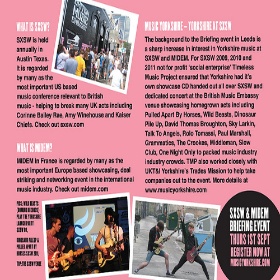 WHAT IS SXSW?
SXSW is held
annually in
Austin Texas.
It is regarded
by many as the
most important US based
music conference relevant to British
music - helping to break many UK acts including
Corinne Bailey Rae, Amy Winehouse and Kaiser
Chiefs. Check out sxsw.com
WHAT IS MIDEM?
MIDEM in France is regarded by many as the
most important Europe based showcasing, deal
striking and networking event in the international
music industry. Check out midem.com
MUSIC YORKSHIRE - YORKSHIRE AT SXSW
The background to the Briefing event in Leeds is
a sharp increase in interest in Yorkshire music at
SXSW and MIDEM. For SXSW 2009, 2010 and
2011 not for profit 'social enterprise' Timeless
Music Project ensured that Yorkshire had it's
own showcase CD handed out all over SXSW and
dedicated concert at the British Music Embassy
venue showcasing homegrown acts including
Pulled Apart By Horses, Wild Beasts, Dinosaur
Pile Up, David Thomas Broughton, Sky Larkin,
Talk To Angels, Rolo Tomassi, Paul Marshall,
Grammatics, The Crookes, Middleman, Slow
Club, One Night Only to packed music industry
industry crowds. TMP also worked closely with
UKTI&I Yorkshire's Trades Mission to help take
companies out to the event. More details at
www.musicyorkshire.com
SXSW & MIDEM
BRIEFING EVENT
THURS 1ST SEPT
REGISTER NOW AT
MUSICYORKSHIRE.COM